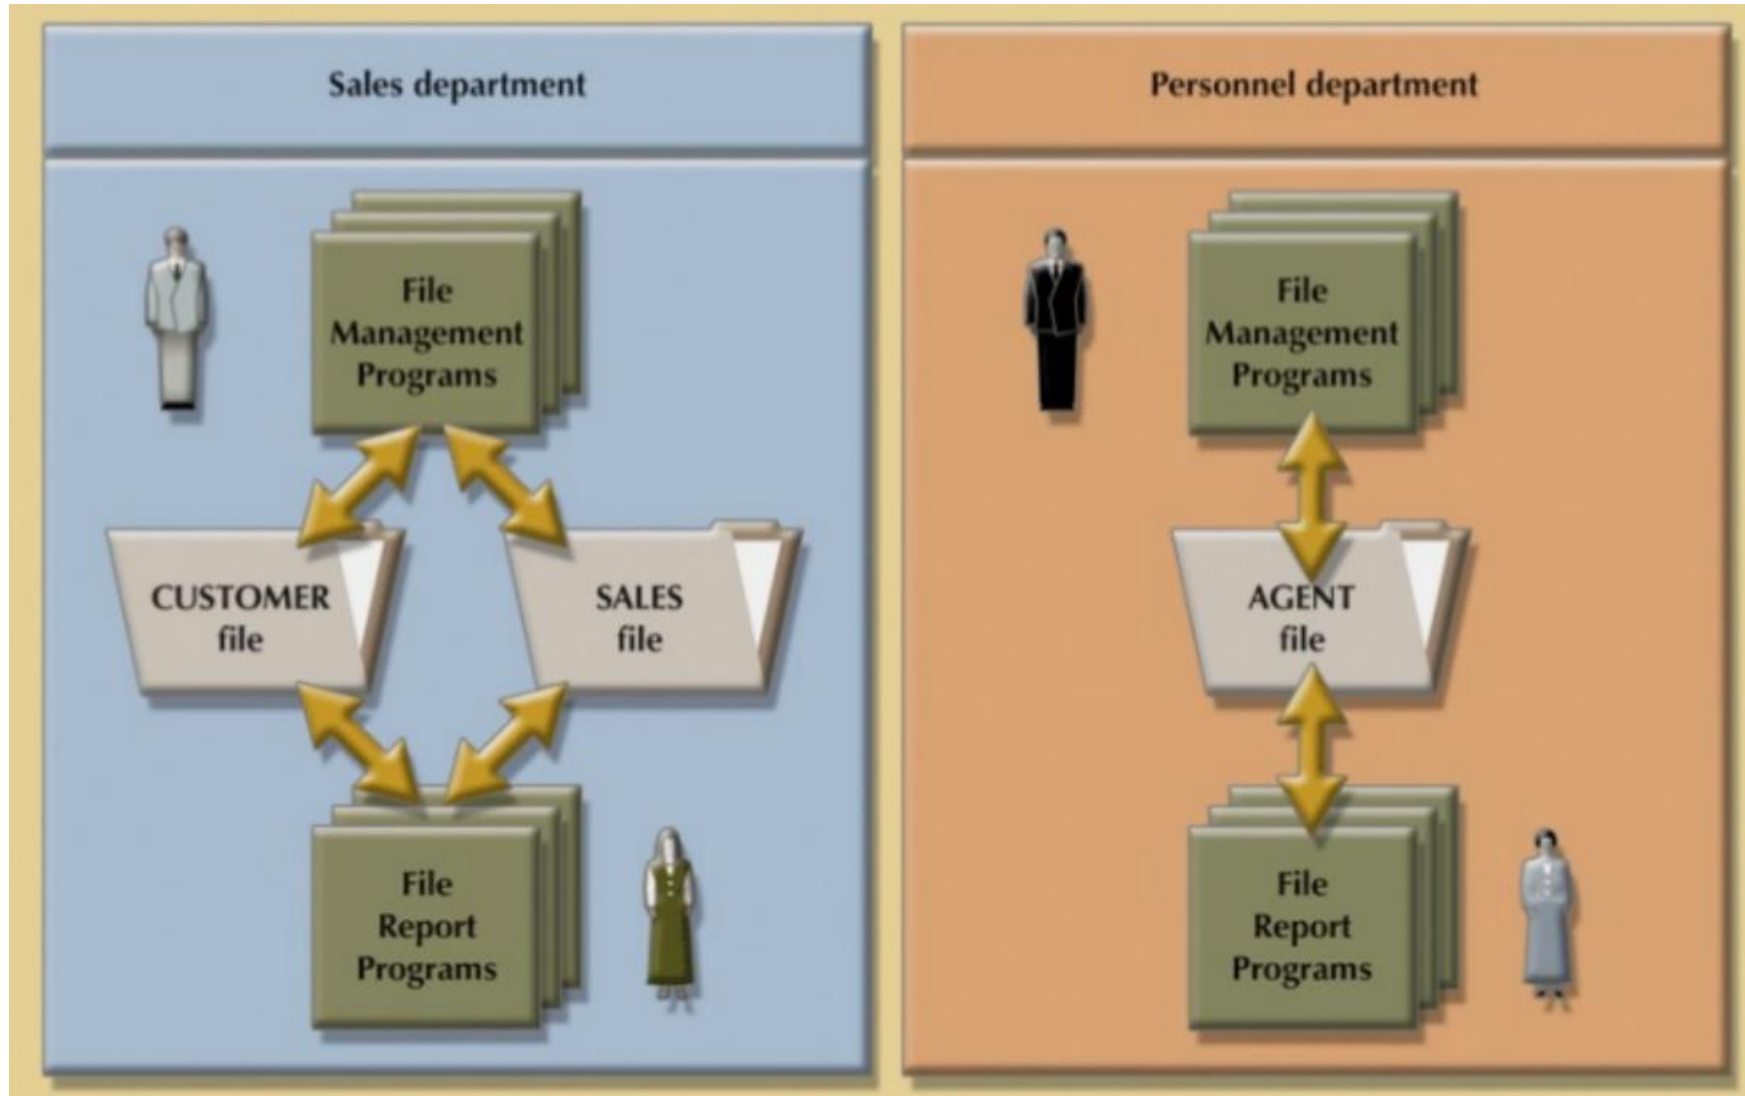 Sales department
File
Management
Programs
CUSTOMER
file
SALES
file
File
Report
Programs
Personnel department
File
Management
Programs
AGENT
file
File
Report
Programs